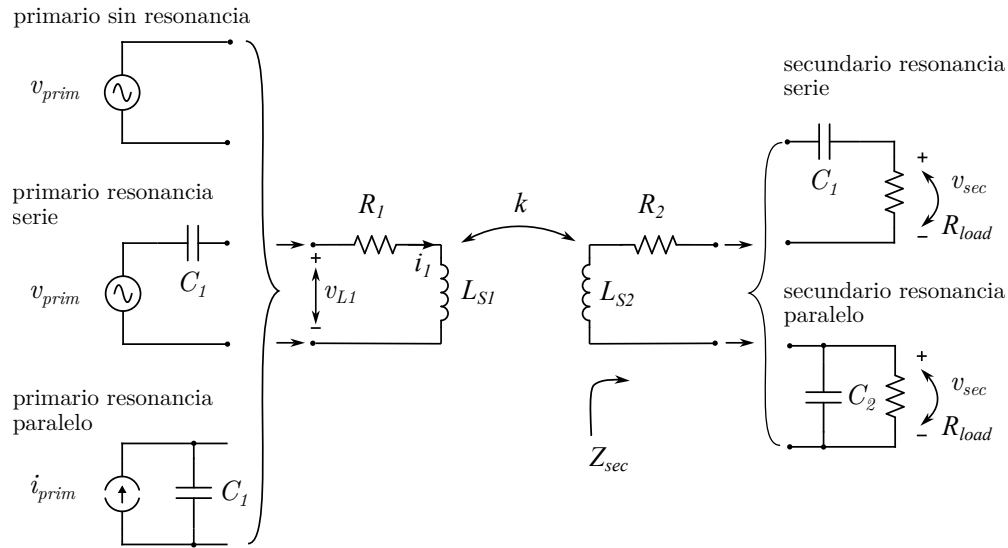 primario sin resonancia
v_prim
primario resonancia
serie
v_prim
C_1
primario resonancia
paralelo
i_prim
C_1
R_1
+
v_L1
−
i_1
L_S1
k
R_2
L_S2
Z_sec
secundario resonancia
serie
C_1
+
v_sec
−
R_load
secundario resonancia
paralelo
C_2
+
v_sec
−
R_load